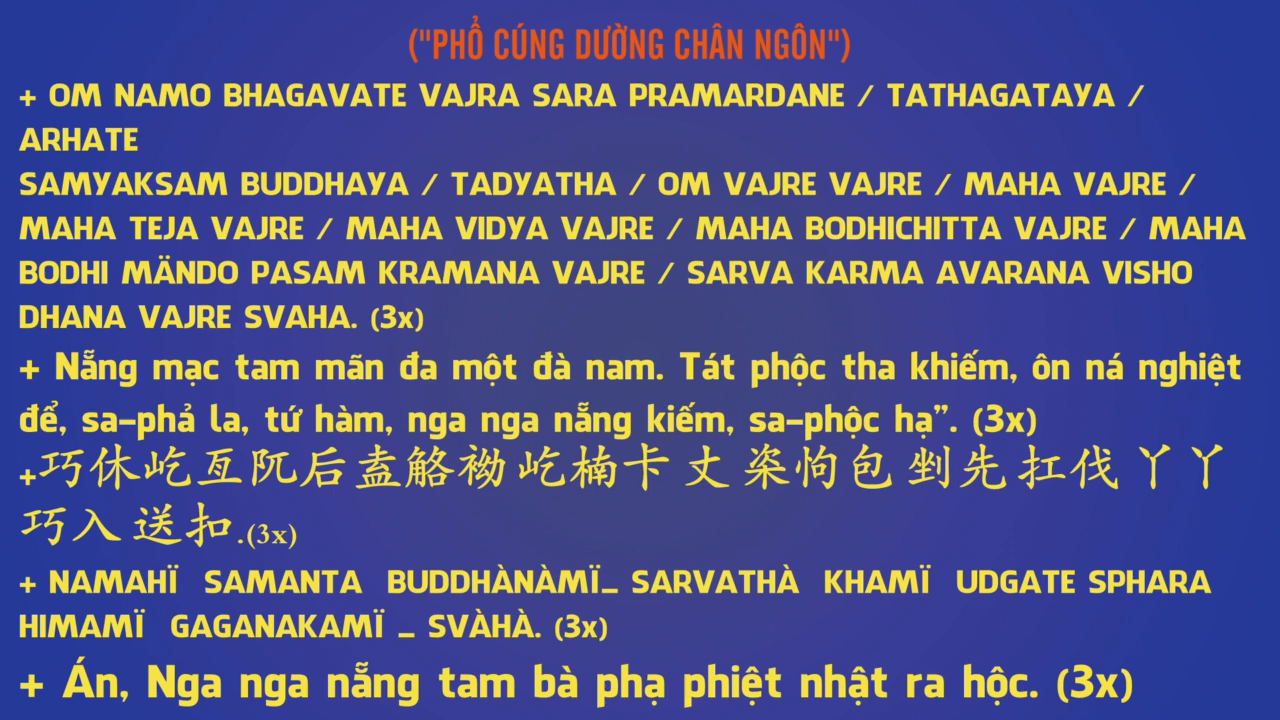 ("PHỔ CÚNG DƯỜNG CHÂN NGÔN")
+ OM NAMO BHAGAVATE VAJRA SARA PRAMARDANE / TATHAGATAYA /
ARHATE
SAMYAKSAM BUDDHAYA / TADYATHA / OM VAJRE VAJRE / MAHA VAJRE /
MAHA TEJA VAJRE / MAHA VIDYA VAJRE / MAHA BODHICHITTA VAJRE / MAHA
BODHI MÄNDO PASAM KRAMANA VAJRE / SARVA KARMA AVARANA VISHO
DHANA VAJRE SVAHA. (3x)
+ Nẵng mạc tam mãn đa một đà nam. Tát phộc tha khiếm, ôn ná nghiệt
để, sa-phả la, tứ hàm, nga nga nẵng kiếm, sa-phộc hạ”. (3x)
+巧休屹亙阢后盍觡袎屹楠卡丈枀怐包剉先扛伐丫丫
巧入送扣.(3x)
+ NAMAHÏ SAMANTA BUDDHÀNÀMÏ_ SARVATHÀ KHAMÏ UDGATE SPHARA
HIMAMÏ GAGANAKAMÏ _ SVÀHÀ. (3x)
+ Án, Nga nga nẵng tam bà phạ phiệt nhật ra hộc. (3x)